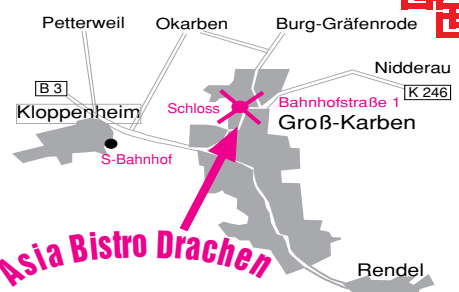 Petterweil
Okarben
Burg-Gräfenrode
Nidderau
B 3
K 246
Kloppenheim
Schloss
Bahnhofstraße 1
Groß-Karben
S-Bahnhof
Asia Bistro Drachen
Rendel